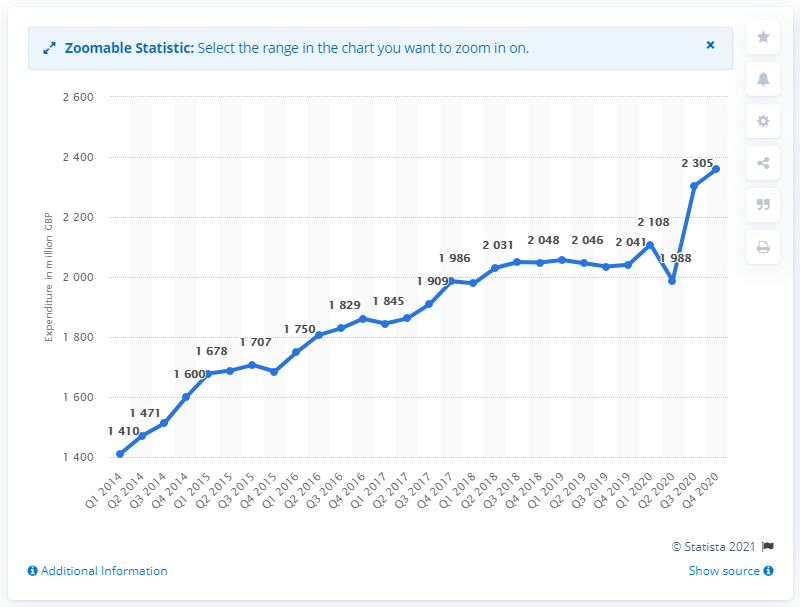 Zoomable Statistic: Select the range in the chart you want to zoom in on.
×
2 600
2 400
2 200
2 000
1 800
1 600
1 400
Expenditure in million GBP
1 410
1 471
1 600
1 678
1 707
1 750
1 829
1 845
1 909
1 986
2 031
2 048
2 046
2 041
2 108
1 988
2 305
Q1 2014
Q2 2014
Q3 2014
Q4 2014
Q1 2015
Q2 2015
Q3 2015
Q4 2015
Q1 2016
Q2 2016
Q3 2016
Q4 2016
Q1 2017
Q2 2017
Q3 2017
Q4 2017
Q1 2018
Q2 2018
Q3 2018
Q4 2018
Q1 2019
Q2 2019
Q3 2019
Q4 2019
Q1 2020
Q2 2020
Q3 2020
Q4 2020
© Statista 2021
Additional Information
Show source